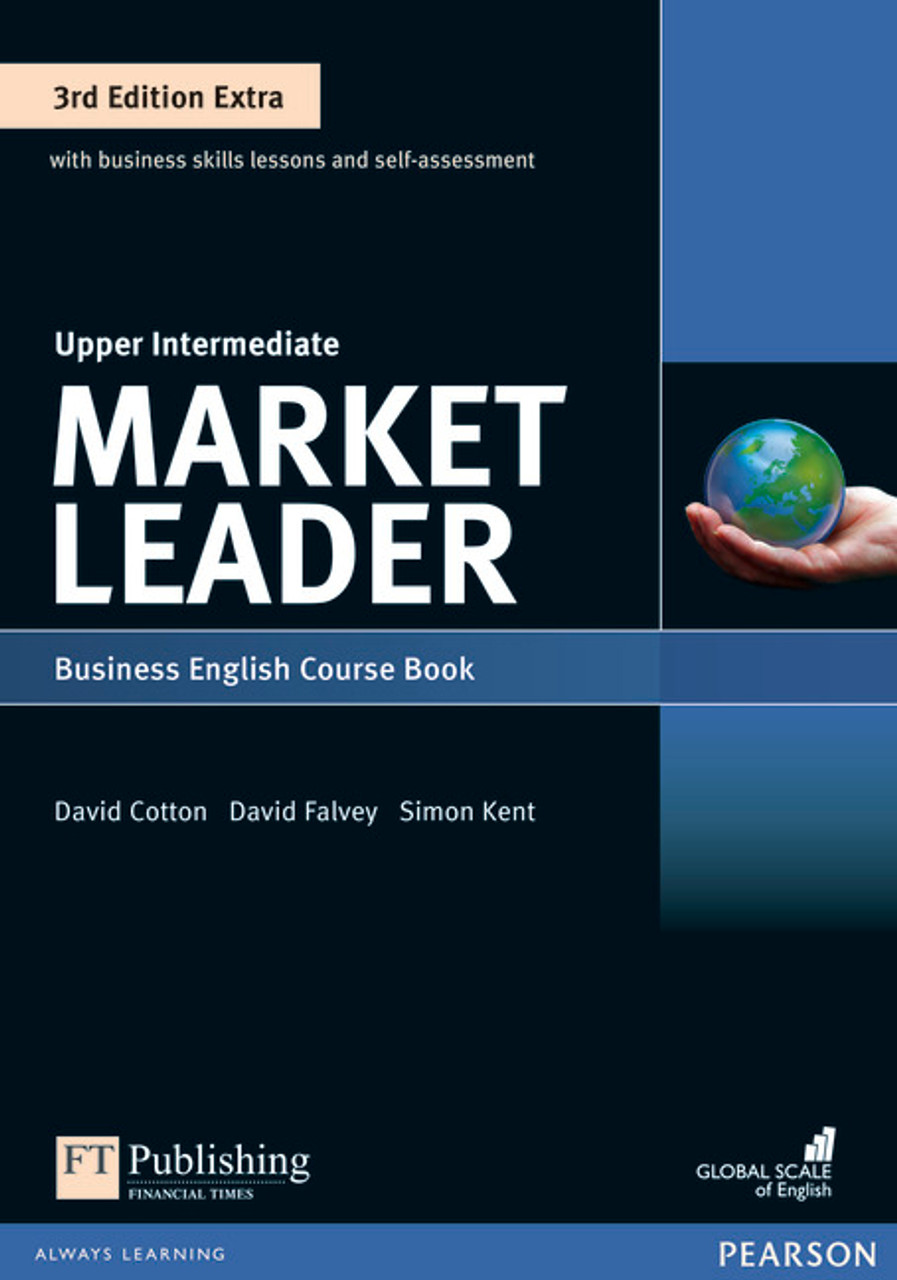 3rd Edition Extra
with business skills lessons and self-assessment
Upper Intermediate
MARKET
LEADER
Business English Course Book
David Cotton David Falvey Simon Kent
FT Publishing
FINANCIAL TIMES
GLOBAL SCALE
of English
ALWAYS LEARNING
PEARSON